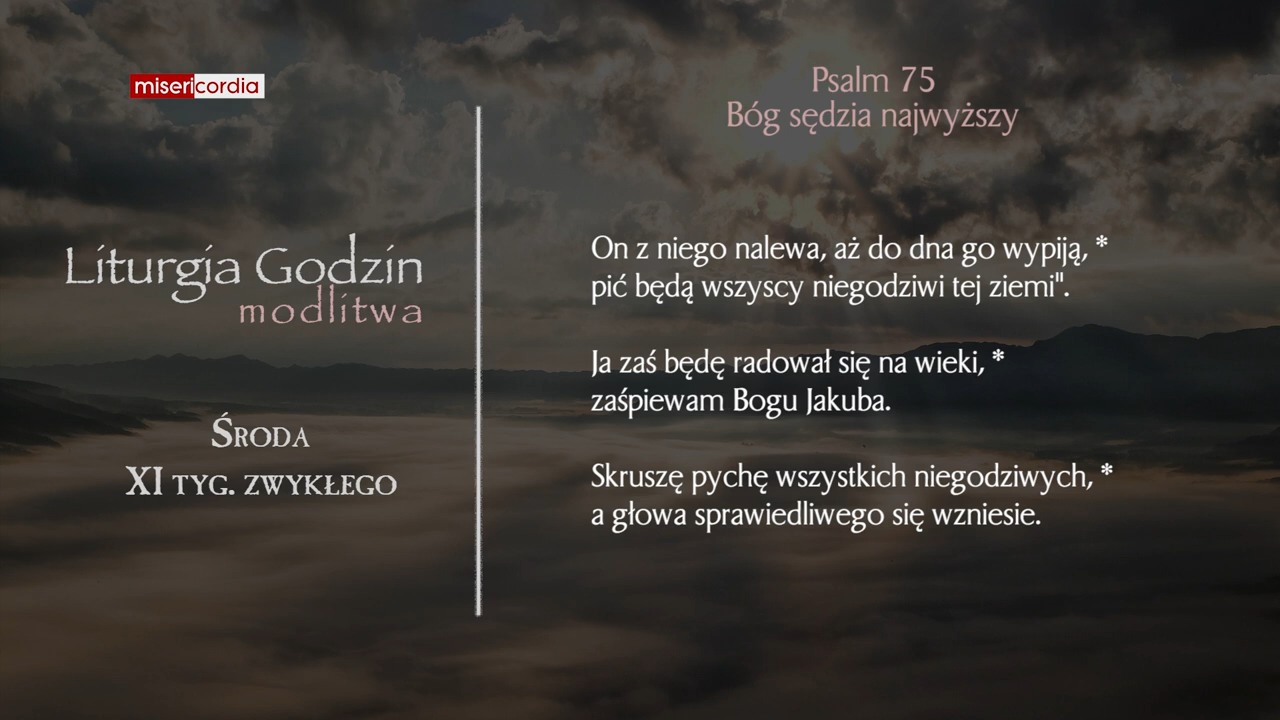 misericordia
Liturgia Godzin
modlitwa
Środa
XI tyg. zwykłego
Psalm 75
Bóg sędzia najwyższy
On z niego nalewa, aż do dna go wypiją, *
pić będą wszyscy niegodziwi tej ziemi".
Ja zaś będę radował się na wieki, *
zaśpiewam Bogu Jakuba.
Skruszę pychę wszystkich niegodziwych, *
a głowa sprawiedliwego się wzniesie.